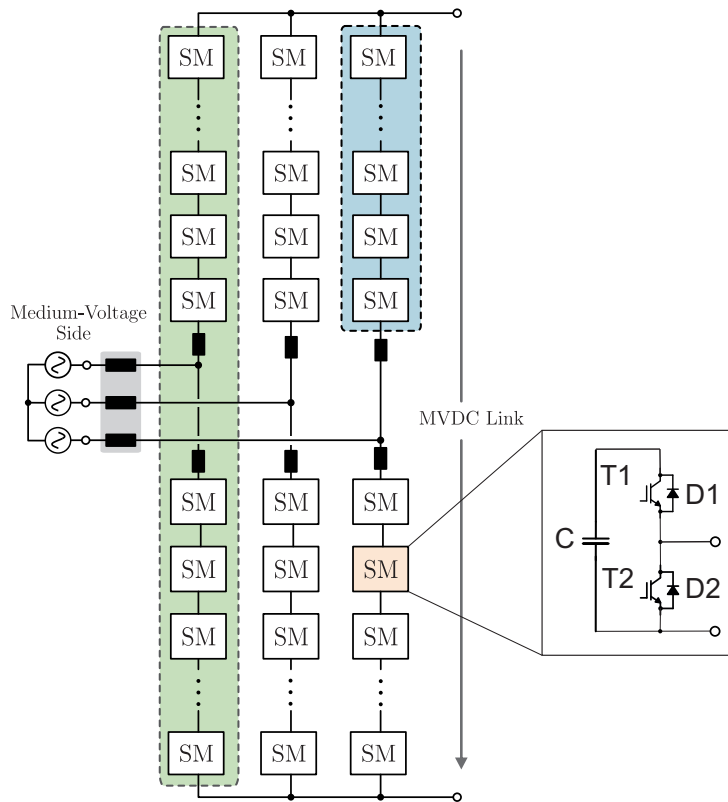 SM SM SM
SM SM SM
SM SM SM
SM SM SM
Medium-Voltage
Side
MVDC Link
SM SM SM
SM SM SM
SM SM SM
SM SM SM
T1
D1
C
T2
D2